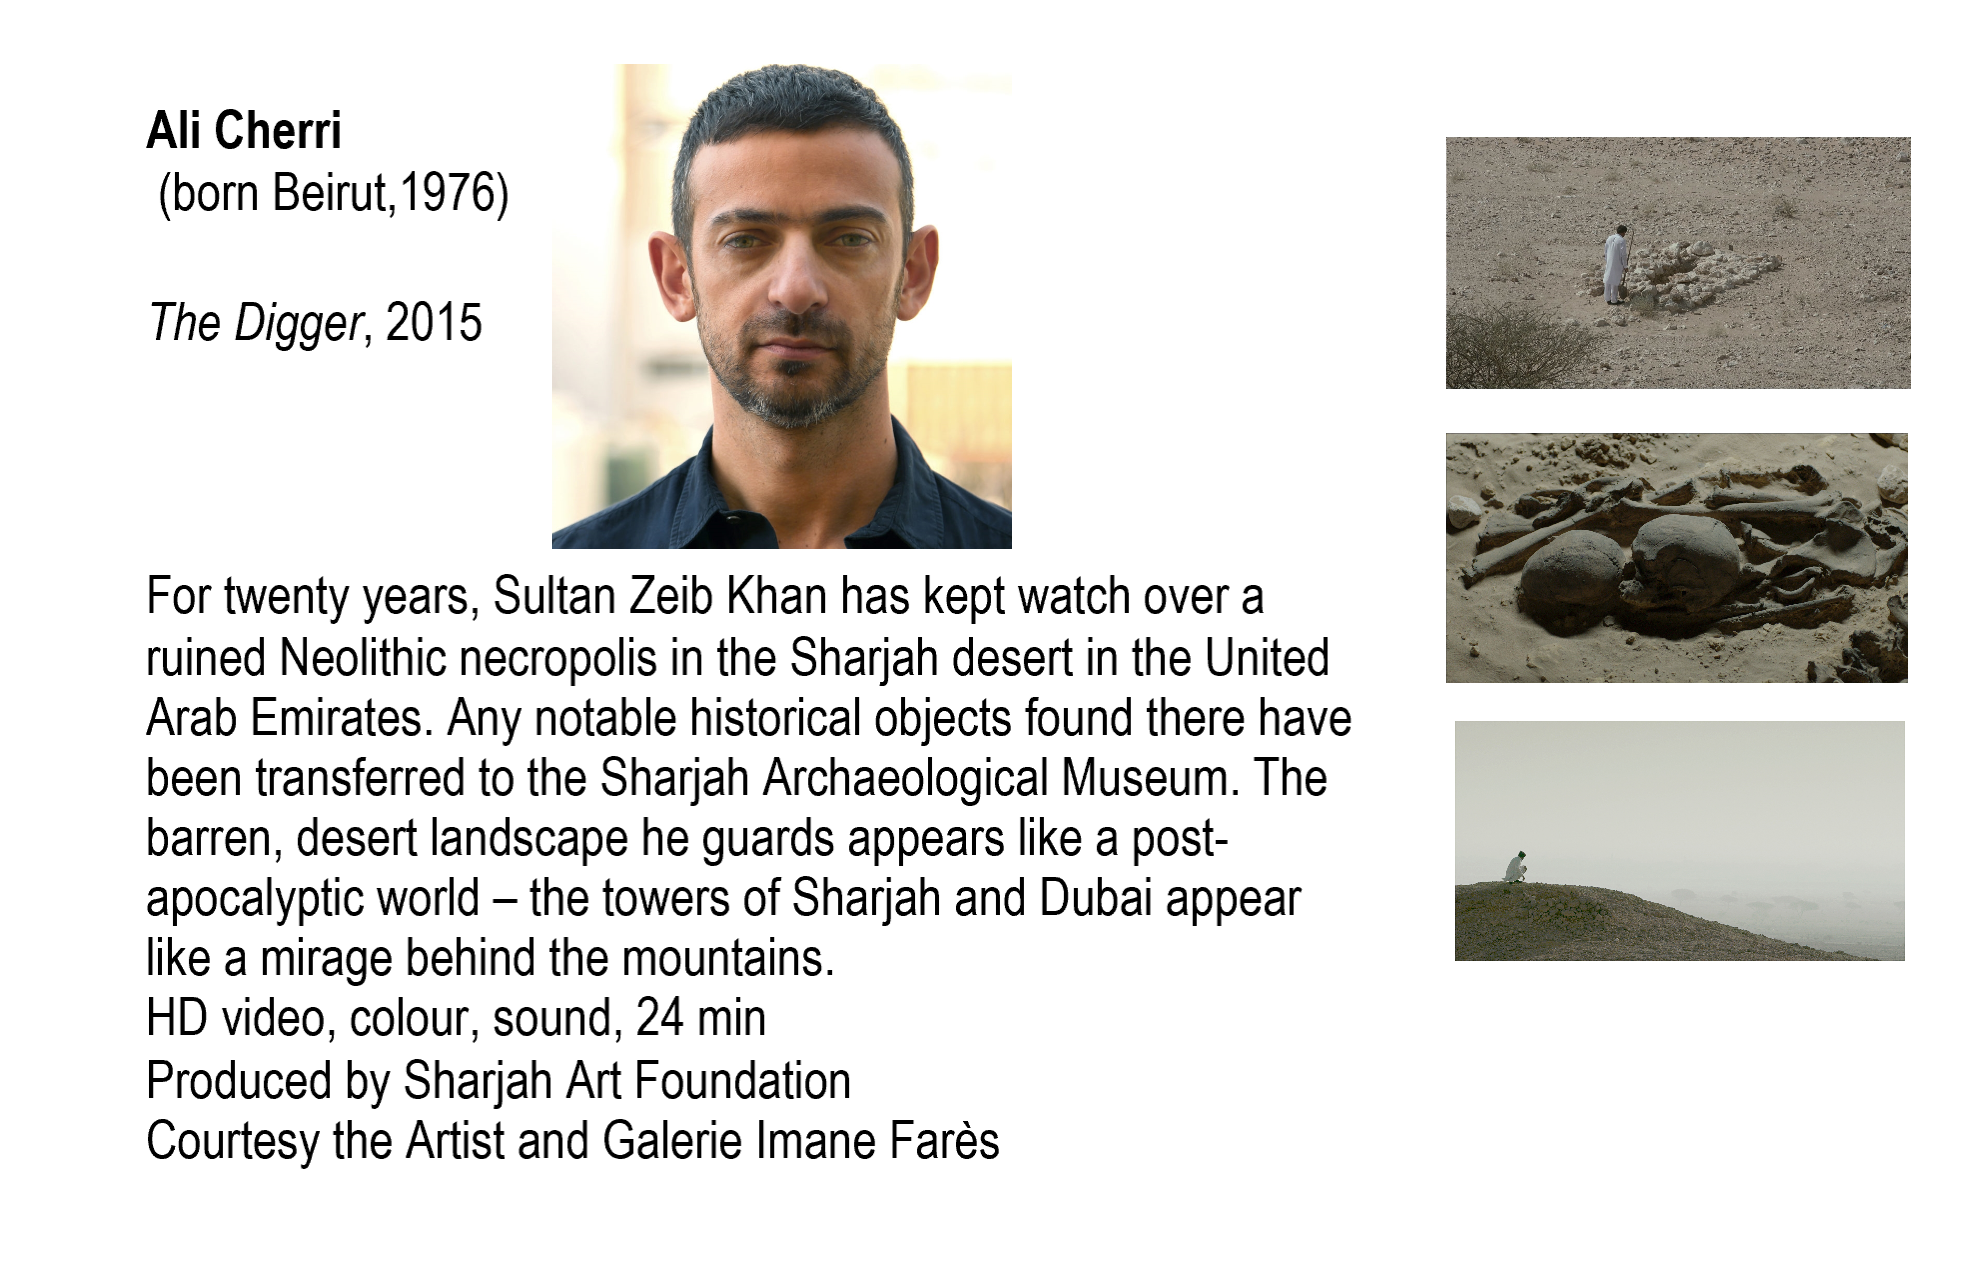 Ali Cherri
(born Beirut,1976)
The Digger, 2015
For twenty years, Sultan Zeib Khan has kept watch over a
ruined Neolithic necropolis in the Sharjah desert in the United
Arab Emirates. Any notable historical objects found there have
been transferred to the Sharjah Archaeological Museum. The
barren, desert landscape he guards appears like a post-
apocalyptic world – the towers of Sharjah and Dubai appear
like a mirage behind the mountains.
HD video, colour, sound, 24 min
Produced by Sharjah Art Foundation
Courtesy the Artist and Galerie Imane Farès